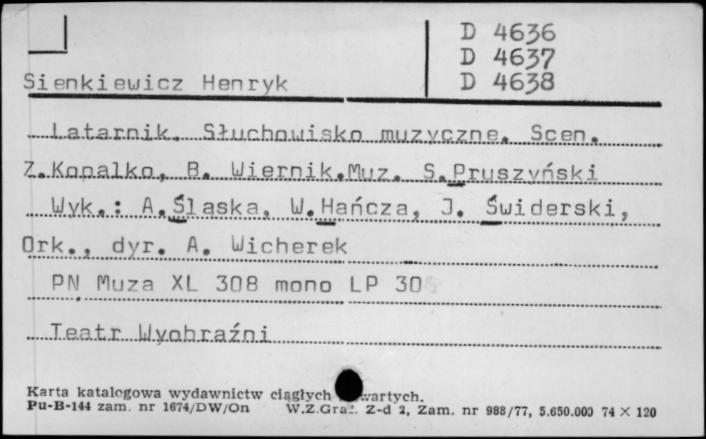 D 4636
D 4637
Sienkiewicz Henryk D 4638
Latarnik. Słuchowisko muzyczne. Scen.
Z.Kopalko, B. Wiernik.Muz. S.Pruszyński
Wyk.: A.Śląska, W.Hańcza, J. Świderski,
Ork., dyr. A. Wicherek
PN Muza XL 308 mono LP 30
Teatr Wyobraźni
Karta katalogowa wydawnictw ciągłych wartych.
Pu-B-144 zam. nr 1674/DW/On W.Z.Graf. Z-d 2, Zam. nr 988/77, 5.650.000 74 × 120